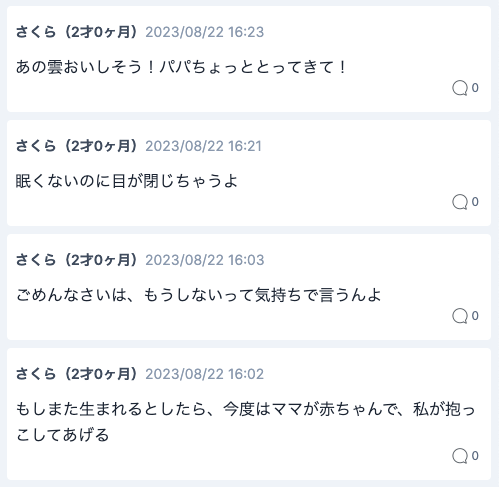 さくら（2才0ヶ月）2023/08/22 16:23
あの雲おいしそう！パパちょっととってきて！
0
さくら（2才0ヶ月）2023/08/22 16:21
眠くないのに目が閉じちゃうよ
0
さくら（2才0ヶ月）2023/08/22 16:03
ごめんなさいは、もうしないって気持ちで言うんよ
0
さくら（2才0ヶ月）2023/08/22 16:02
もしまた生まれるとしたら、今度はママが赤ちゃんで、私が抱っ
こしてあげる
0